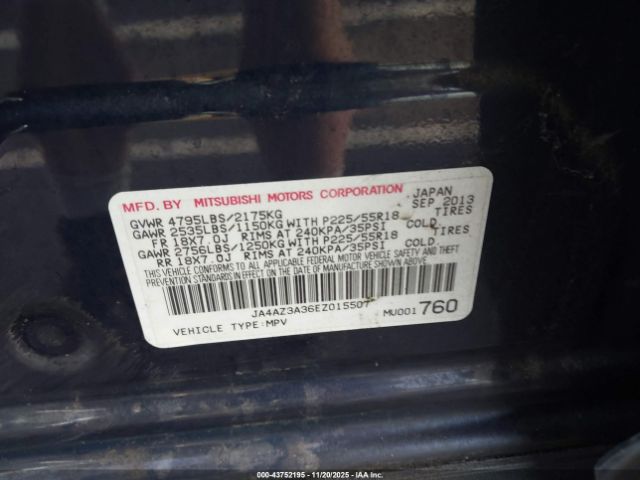 MFD. BY MITSUBISHI MOTORS CORPORATION JAPAN
SEP 2013
GVWR 4795LBS/2175KG
GAWR 2535LBS/1150KG WITH P225/55R18 TIRES
FR 18X7.0J RIMS AT 240KPA/35PSI COLD
GAWR 2756LBS/1250KG WITH P225/55R18 TIRES
RR 18X7.0J RIMS AT 240KPA/35PSI COLD
THIS VEHICLE CONFORMS TO ALL APPLICABLE FEDERAL MOTOR VEHICLE SAFETY AND THEFT
PREVENTION STANDARDS IN EFFECT ON THE DATE OF MANUFACTURE SHOWN ABOVE.
JA4AZ3A36EZ015507
VEHICLE TYPE:MPV MU001 760
000-43752195 - 11/20/2025 - IAA Inc.